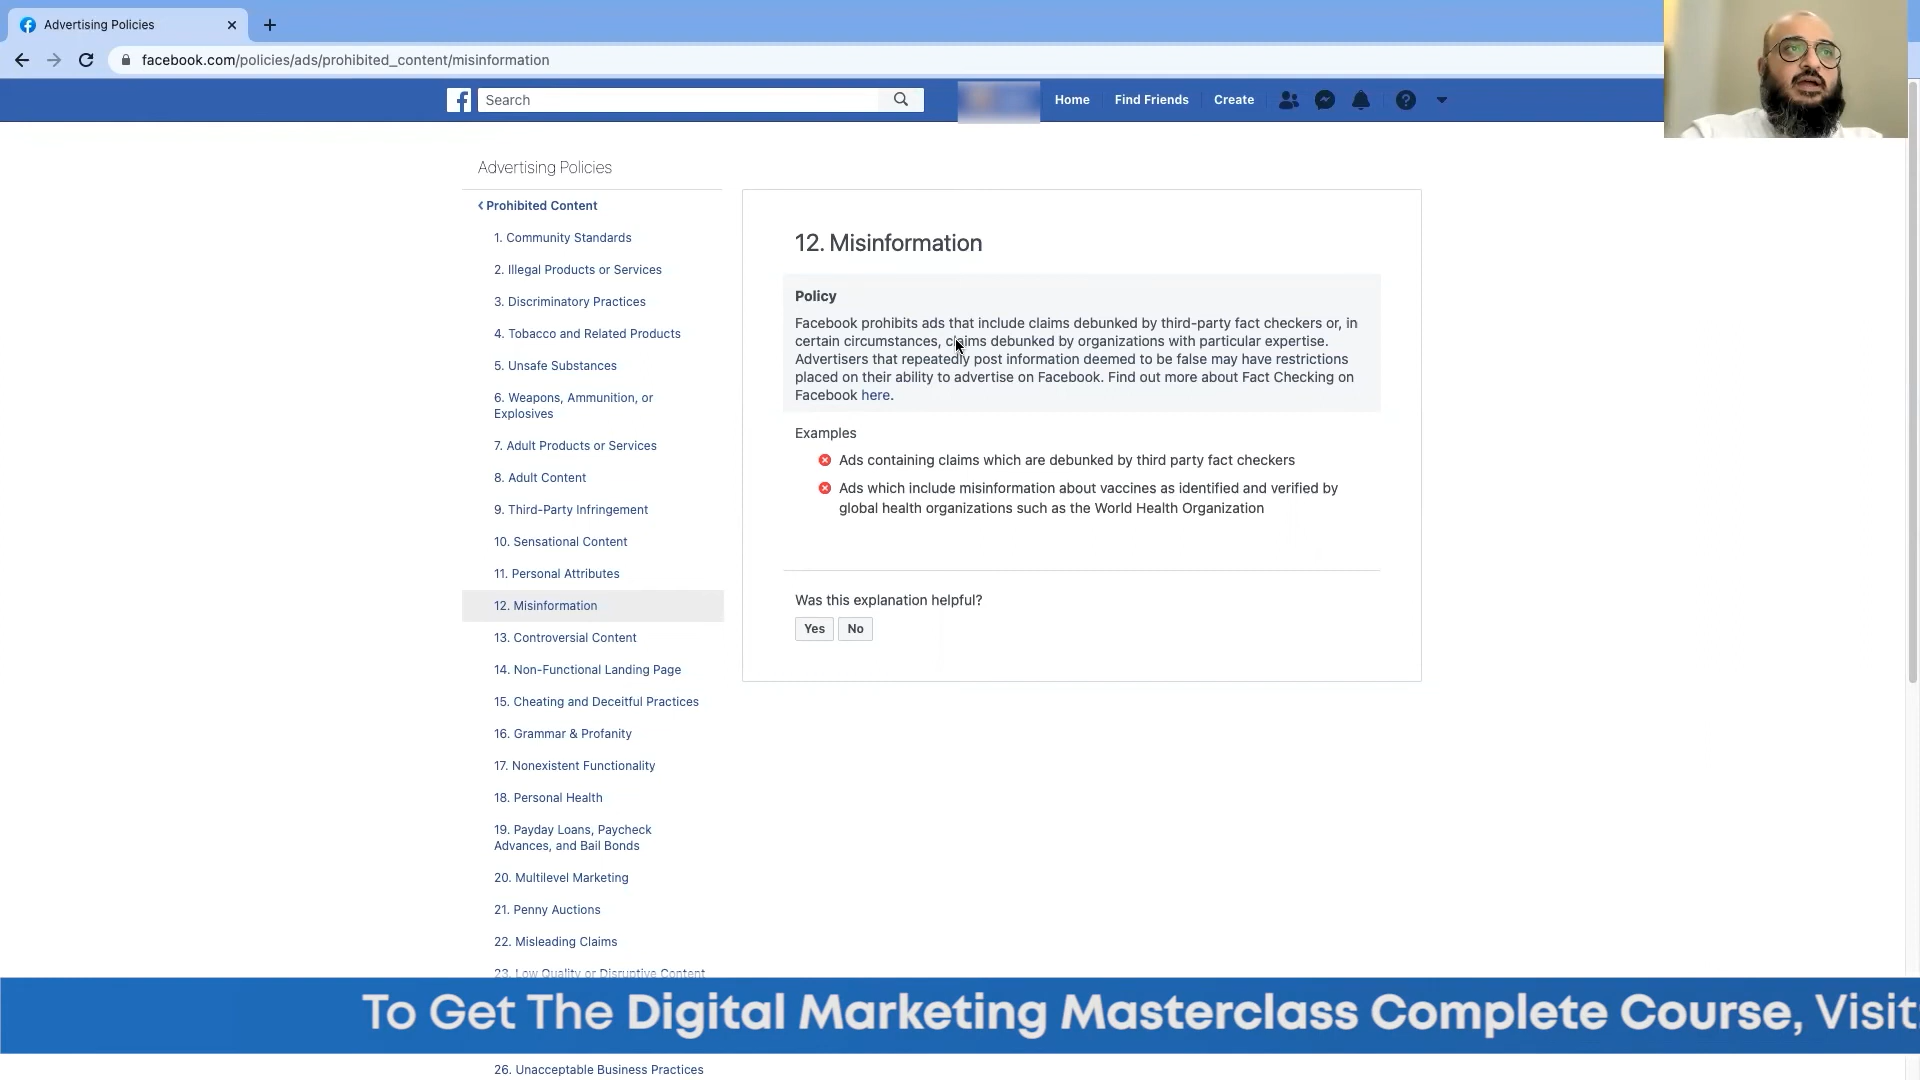 Advertising Policies
facebook.com/policies/ads/prohibited_content/misinformation
Search
Home
Find Friends
Create
Advertising Policies
Prohibited Content
1. Community Standards
2. Illegal Products or Services
3. Discriminatory Practices
4. Tobacco and Related Products
5. Unsafe Substances
6. Weapons, Ammunition, or
Explosives
7. Adult Products or Services
8. Adult Content
9. Third-Party Infringement
10. Sensational Content
11. Personal Attributes
12. Misinformation
13. Controversial Content
14. Non-Functional Landing Page
15. Cheating and Deceitful Practices
16. Grammar & Profanity
17. Nonexistent Functionality
18. Personal Health
19. Payday Loans, Paycheck
Advances, and Bail Bonds
20. Multilevel Marketing
21. Penny Auctions
22. Misleading Claims
23. Low Quality or Disruptive Content
26. Unacceptable Business Practices
12. Misinformation
Policy
Facebook prohibits ads that include claims debunked by third-party fact checkers or, in
certain circumstances, claims debunked by organizations with particular expertise.
Advertisers that repeatedly post information deemed to be false may have restrictions
placed on their ability to advertise on Facebook. Find out more about Fact Checking on
Facebook here.
Examples
Ads containing claims which are debunked by third party fact checkers
Ads which include misinformation about vaccines as identified and verified by
global health organizations such as the World Health Organization
Was this explanation helpful?
Yes
No
To Get The Digital Marketing Masterclass Complete Course, Visit